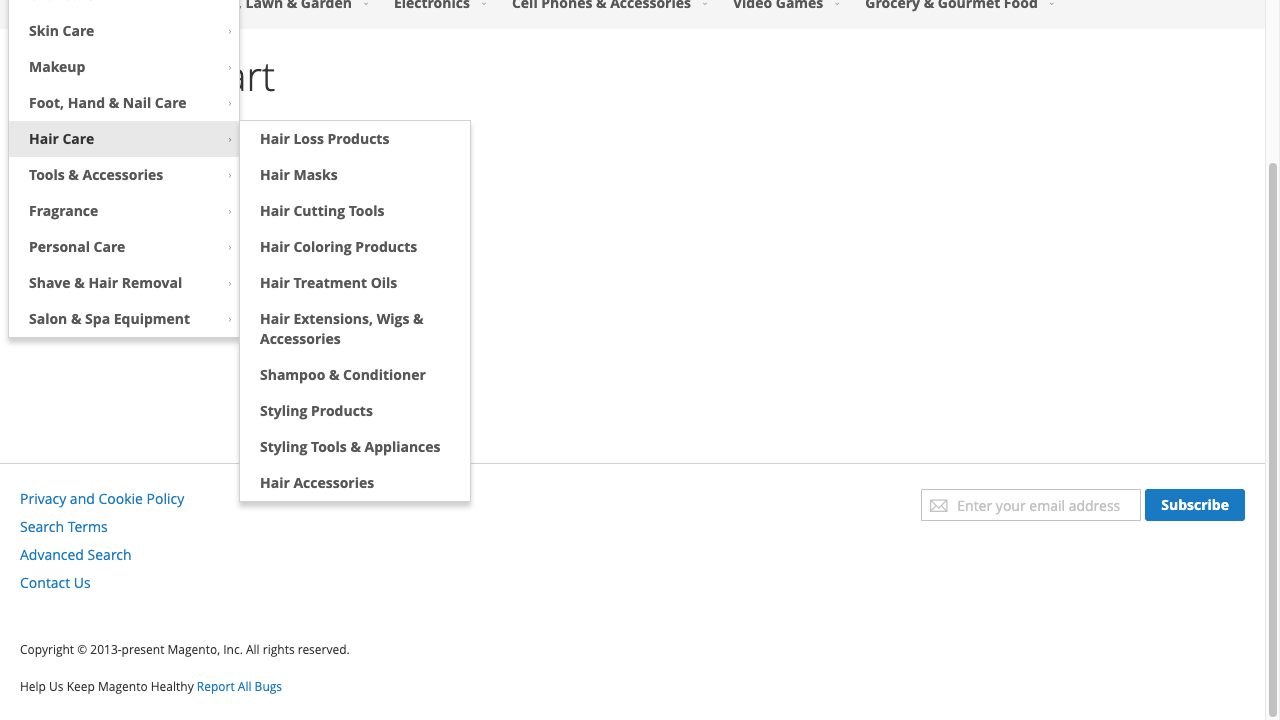 Lawn & Garden
Electronics
Cell Phones & Accessories
Video Games
Grocery & Gourmet Food
Skin Care
Makeup
art
Foot, Hand & Nail Care
Hair Care
Tools & Accessories
Fragrance
Personal Care
Shave & Hair Removal
Salon & Spa Equipment
Hair Loss Products
Hair Masks
Hair Cutting Tools
Hair Coloring Products
Hair Treatment Oils
Hair Extensions, Wigs &
Accessories
Shampoo & Conditioner
Styling Products
Styling Tools & Appliances
Hair Accessories
Privacy and Cookie Policy
Search Terms
Advanced Search
Contact Us
Enter your email address
Subscribe
Copyright © 2013-present Magento, Inc. All rights reserved.
Help Us Keep Magento Healthy Report All Bugs